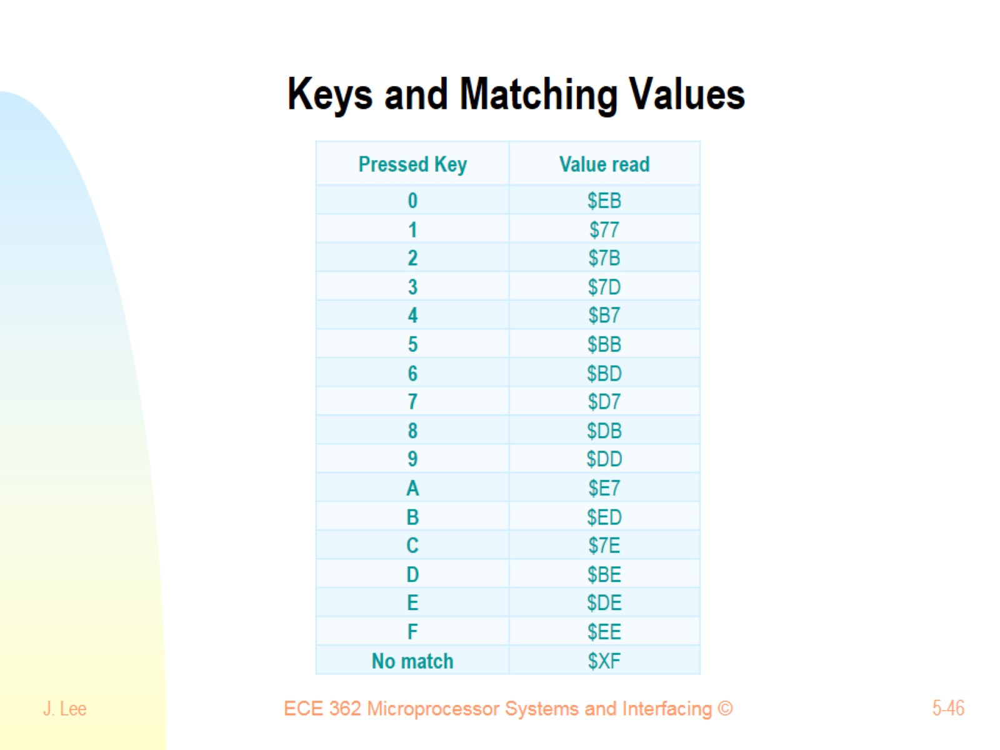 Keys and Matching Values
Pressed Key Value read
0 $EB
1 $77
2 $7B
3 $7D
4 $B7
5 $BB
6 $BD
7 $D7
8 $DB
9 $DD
A $E7
B $ED
C $7E
D $BE
E $DE
F $EE
No match $XF
J. Lee ECE 362 Microprocessor Systems and Interfacing © 5-46